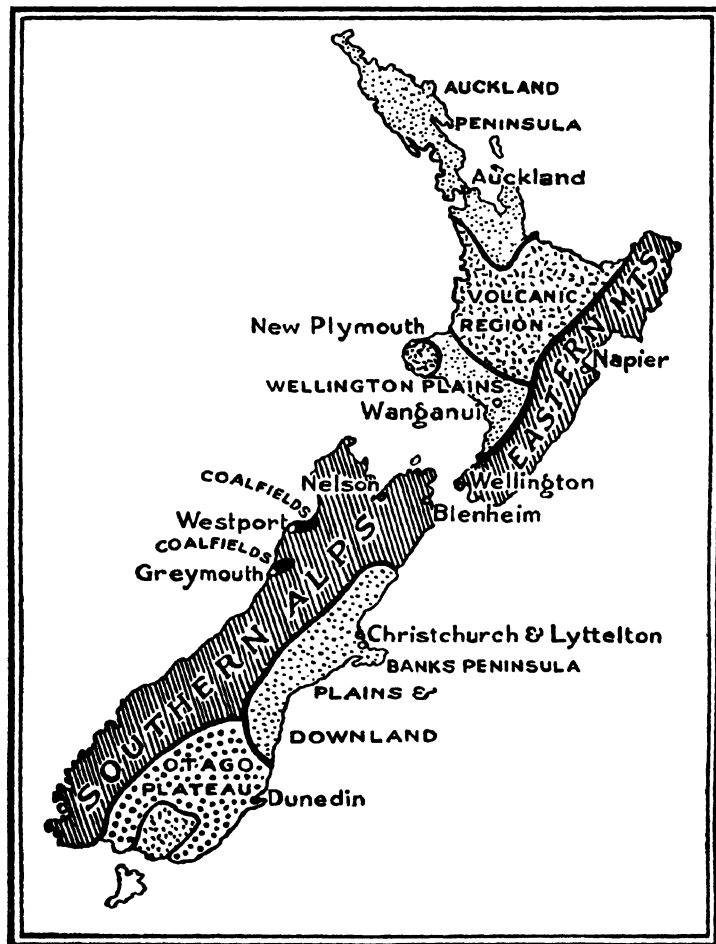 AUCKLAND
PENINSULA
Auckland
VOLCANIC
REGION
EASTERN MTS.
New Plymouth
Napier
WELLINGTON PLAINS
Wanganui
Wellington
COALFIELDS
Nelson
Blenheim
Westport
COALFIELDS
Greymouth
SOUTHERN ALPS
Christchurch & Lyttelton
BANKS PENINSULA
PLAINS &
DOWNLAND
OTAGO
PLATEAU
Dunedin